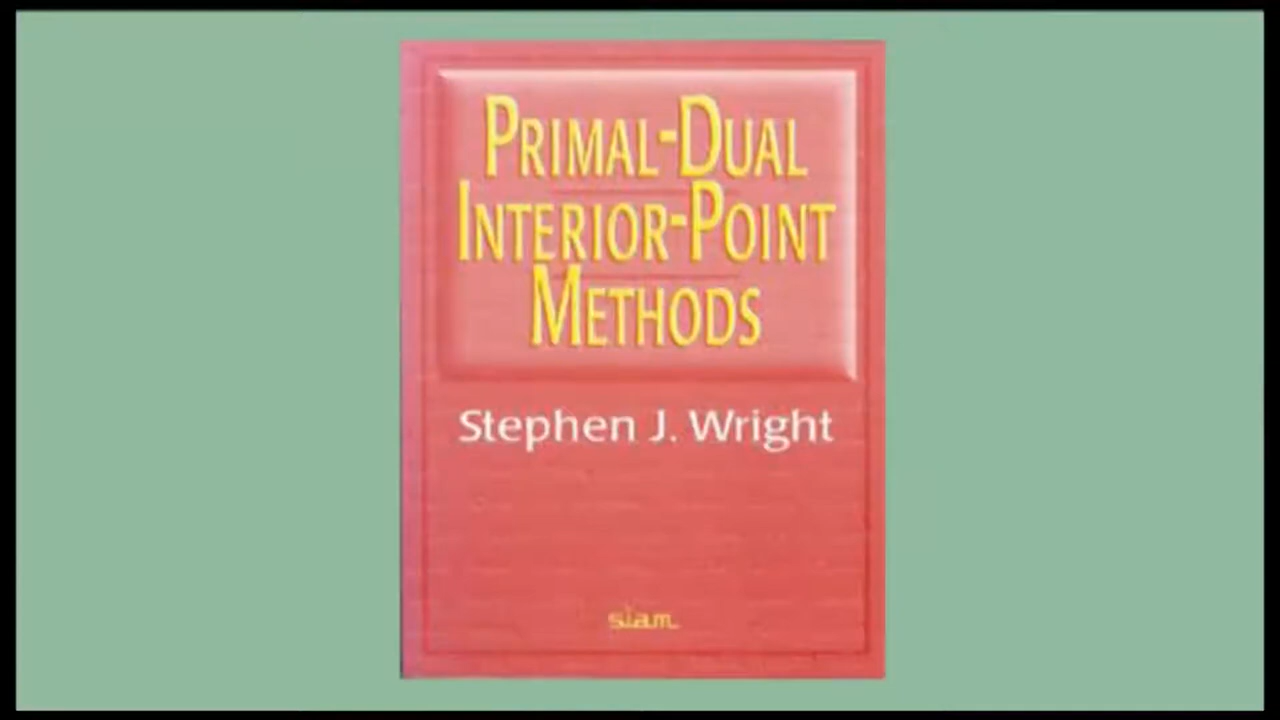 PRIMAL-DUAL
INTERIOR-POINT
METHODS
Stephen J. Wright
siam